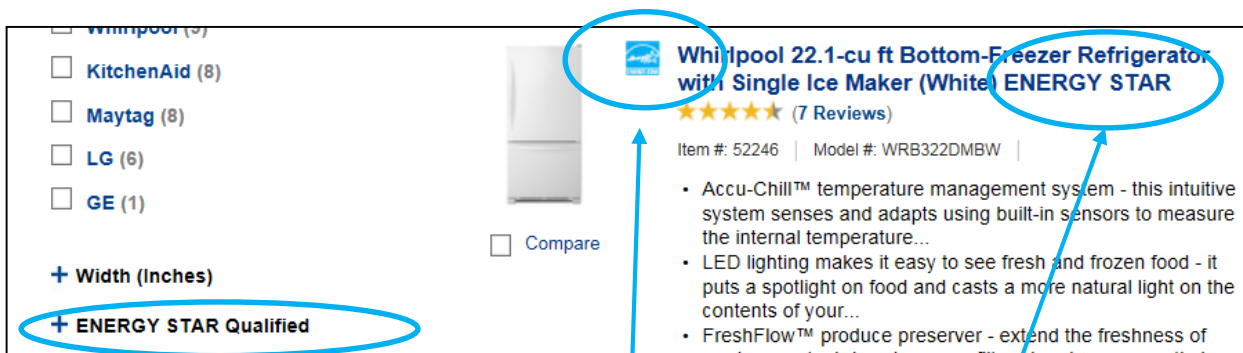 Whirlpool (9)
KitchenAid (8)
Maytag (8)
LG (6)
GE (1)
+ Width (Inches)
+ ENERGY STAR Qualified
Compare
ENERGY STAR
Whirlpool 22.1-cu ft Bottom-Freezer Refrigerator
with Single Ice Maker (White) ENERGY STAR
(7 Reviews)
Item #: 52246 | Model #: WRB322DMBW |
• Accu-Chill™ temperature management system - this intuitive
system senses and adapts using built-in sensors to measure
the internal temperature...
• LED lighting makes it easy to see fresh and frozen food - it
puts a spotlight on food and casts a more natural light on the
contents of your...
• FreshFlow™ produce preserver - extend the freshness of